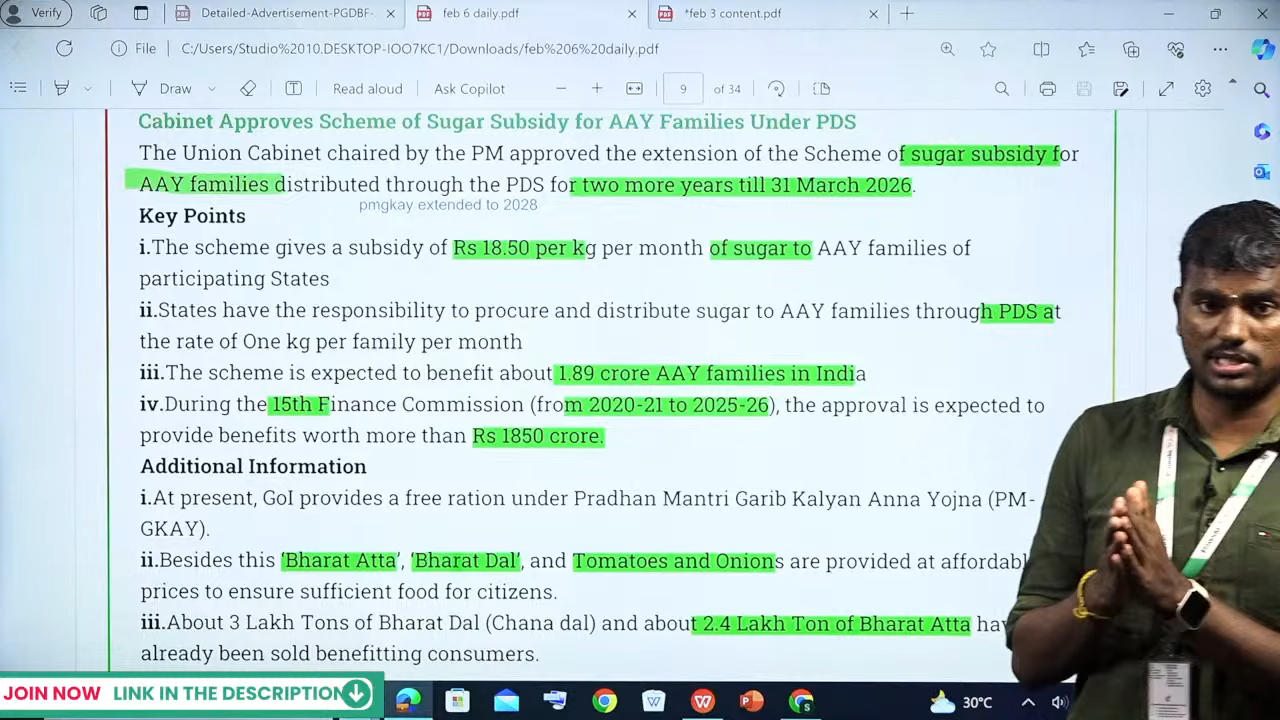 Verify
Detailed-Advertisement-PGDBF-
feb 6 daily.pdf
*feb 3 content.pdf
File
C:/Users/Studio%2010.DESKTOP-IOO7KC1/Downloads/feb%206%20daily.pdf
Draw
Read aloud
Ask Copilot
9
of 34
Cabinet Approves Scheme of Sugar Subsidy for AAY Families Under PDS
The Union Cabinet chaired by the PM approved the extension of the Scheme of sugar subsidy for
AAY families distributed through the PDS for two more years till 31 March 2026.
pmgkay extended to 2028
Key Points
i.The scheme gives a subsidy of Rs 18.50 per kg per month of sugar to AAY families of
participating States
ii.States have the responsibility to procure and distribute sugar to AAY families through PDS at
the rate of One kg per family per month
iii.The scheme is expected to benefit about 1.89 crore AAY families in India
iv.During the 15th Finance Commission (from 2020-21 to 2025-26), the approval is expected to
provide benefits worth more than Rs 1850 crore.
Additional Information
i.At present, GoI provides a free ration under Pradhan Mantri Garib Kalyan Anna Yojna (PM-
GKAY).
ii.Besides this ‘Bharat Atta’, ‘Bharat Dal’, and Tomatoes and Onions are provided at affordabl
prices to ensure sufficient food for citizens.
iii.About 3 Lakh Tons of Bharat Dal (Chana dal) and about 2.4 Lakh Ton of Bharat Atta hav
already been sold benefitting consumers.
JOIN NOW LINK IN THE DESCRIPTION
30°C